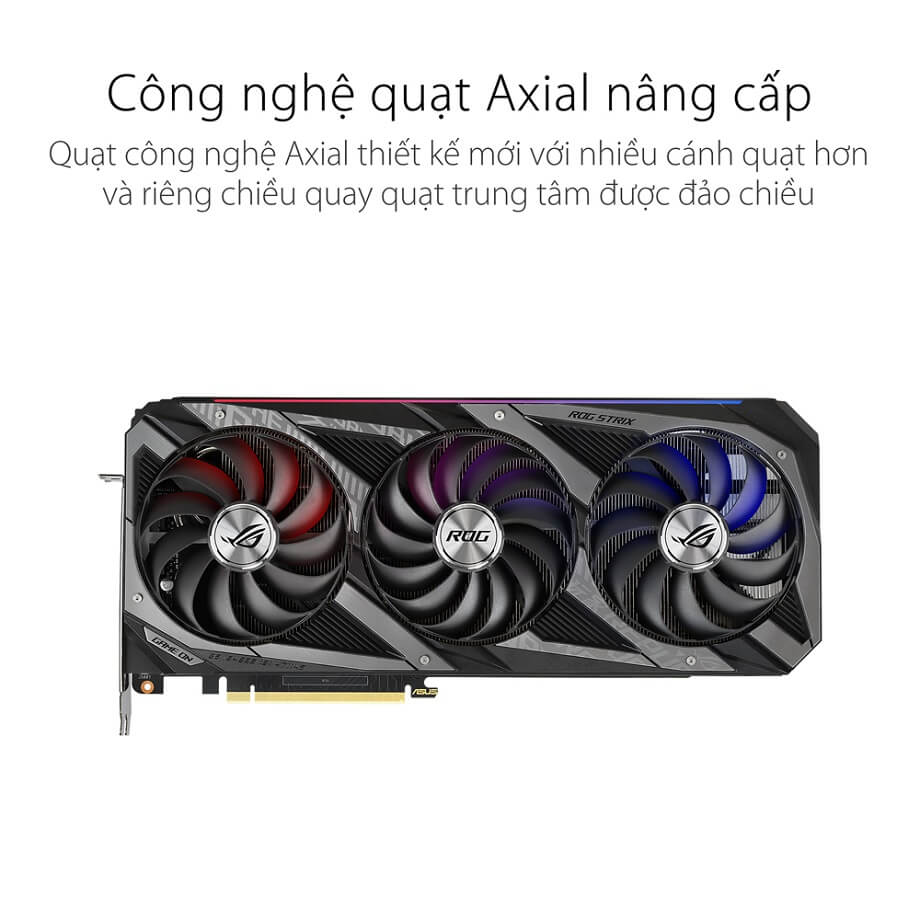 Công nghệ quạt Axial nâng cấp
Quạt công nghệ Axial thiết kế mới với nhiều cánh quạt hơn
và riêng chiều quay quạt trung tâm được đảo chiều
ROG STRIX
ROG
GAME ON
ASUS